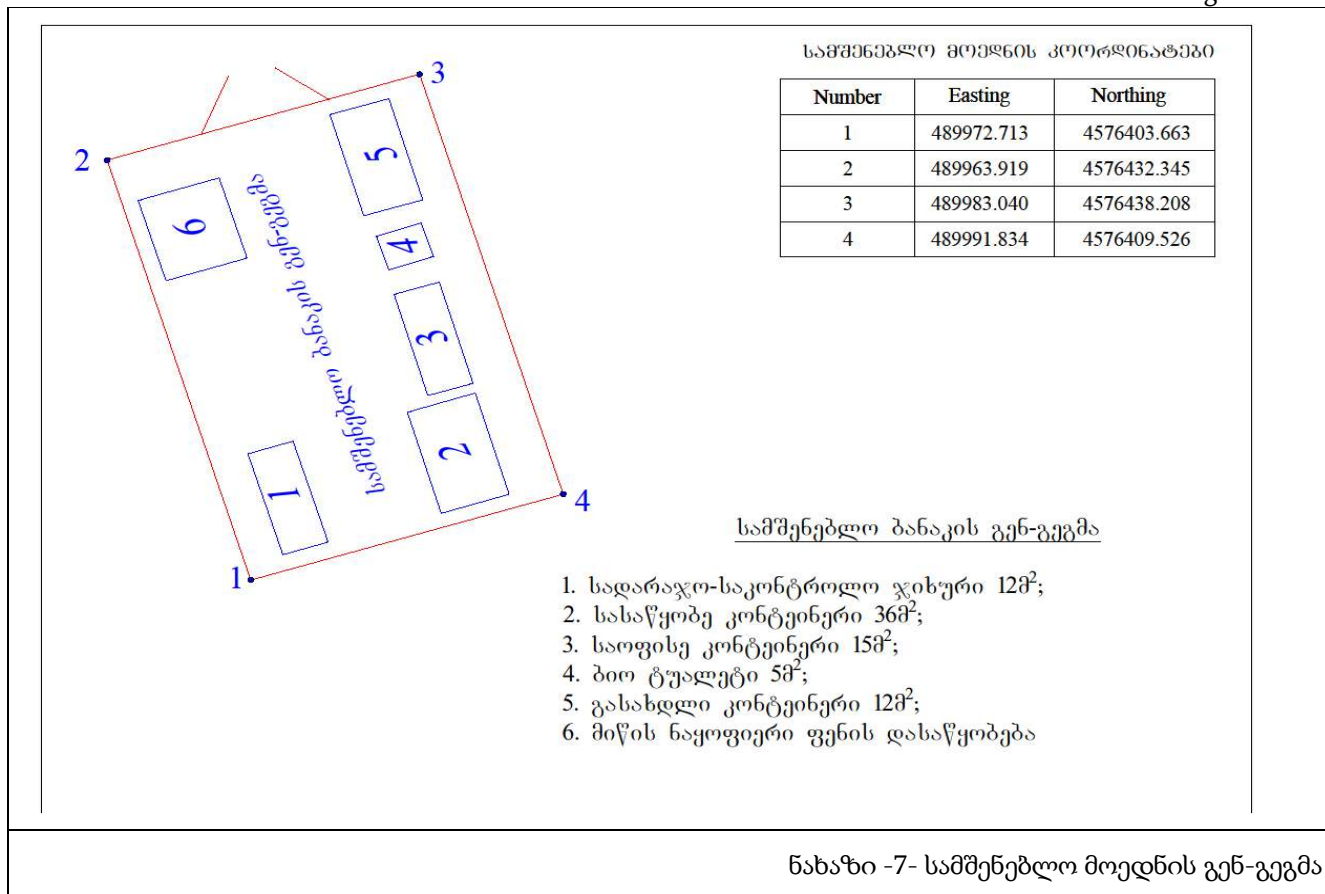 სამშენებლო მოედნის კოორდინატები
Number Easting Northing
1 489972.713 4576403.663
2 489963.919 4576432.345
3 489983.040 4576438.208
4 489991.834 4576409.526
3
2
5
6
4
სამშენებლო ბანაკის გენ-გეგმა
3
2
1
4
1
სამშენებლო ბანაკის გენ-გეგმა
1. სადარაჯო-საკონტროლო ჯიხური 12მ²;
2. სასაწყობე კონტეინერი 36მ²;
3. საოფისე კონტეინერი 15მ²;
4. ბიო ტუალეტი 5მ²;
5. გასახდლი კონტეინერი 12მ²;
6. მიწის ნაყოფიერი ფენის დასაწყობება
ნახაზი -7- სამშენებლო მოედნის გენ-გეგმა